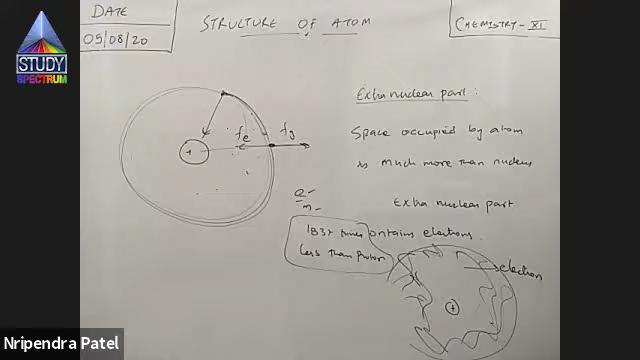 DATE
05/08/20
STRUCTURE OF ATOM
CHEMISTRY - XI
STUDY
SPECTRUM
Extra nuclear part :
Space occupied by atom
is much more than nucleus
Extra nuclear part
contains electrons.
fe
fg
+
e-
m-
1837 times
less than Proton
electron
+
Nripendra Patel